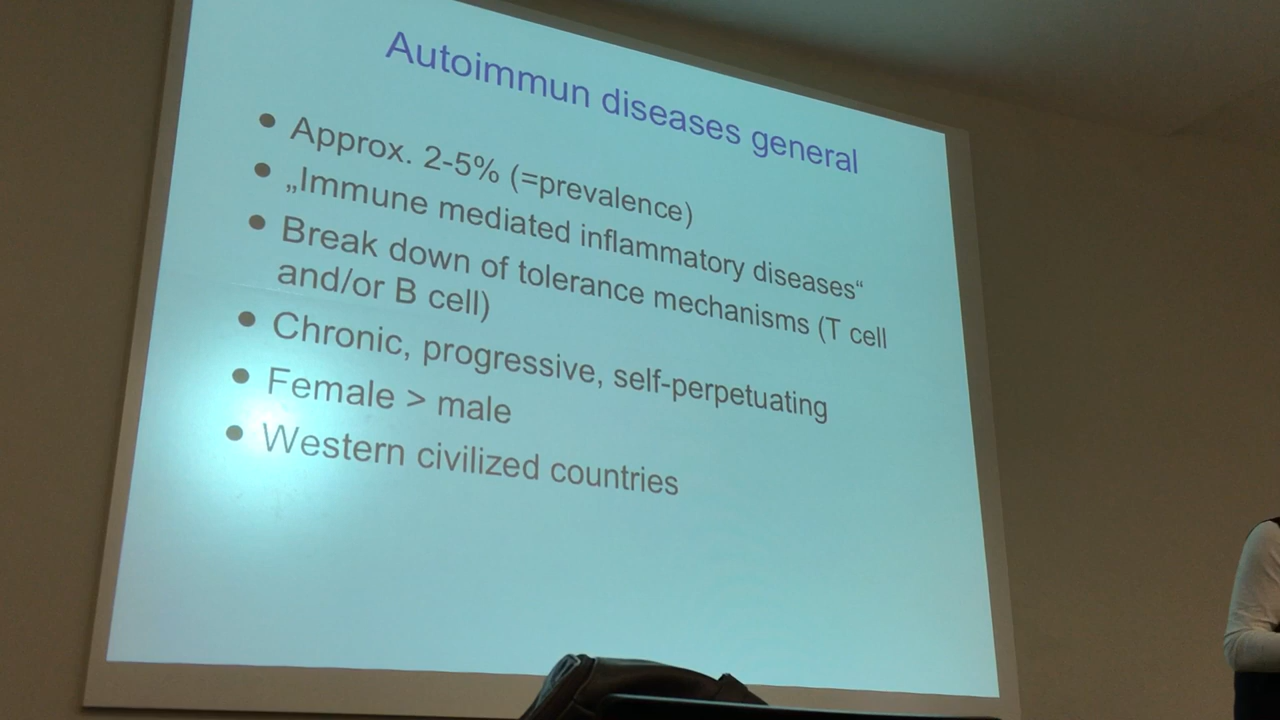 Autoimmun diseases general
• Approx. 2-5% (=prevalence)
• „Immune mediated inflammatory diseases“
• Break down of tolerance mechanisms (T cell
and/or B cell)
• Chronic, progressive, self-perpetuating
• Female > male
• Western civilized countries